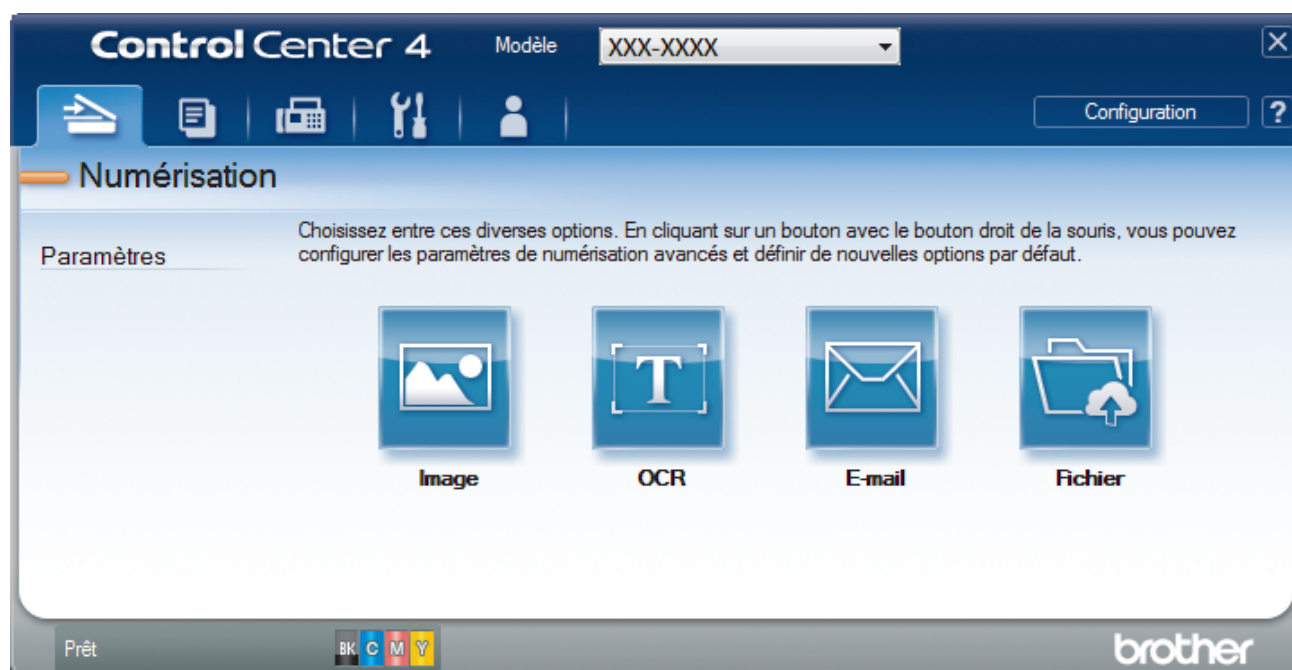 Control Center 4
Modèle
XXX-XXXX
Configuration
?
Numérisation
Paramètres
Choisissez entre ces diverses options. En cliquant sur un bouton avec le bouton droit de la souris, vous pouvez
configurer les paramètres de numérisation avancés et définir de nouvelles options par défaut.
T
Image
OCR
E-mail
Fichier
Prêt
BK C M Y
brother